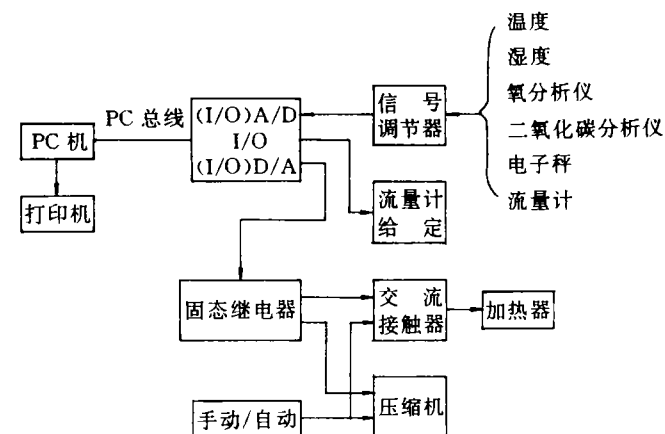 温度
湿度
氧分析仪
二氧化碳分析仪
电子秤
流量计
信 号
调节器
PC 总线
(I/O)A/D
I/O
(I/O)D/A
PC 机
打印机
流量计
给 定
固态继电器
交 流
接触器
加热器
手动/自动
压缩机